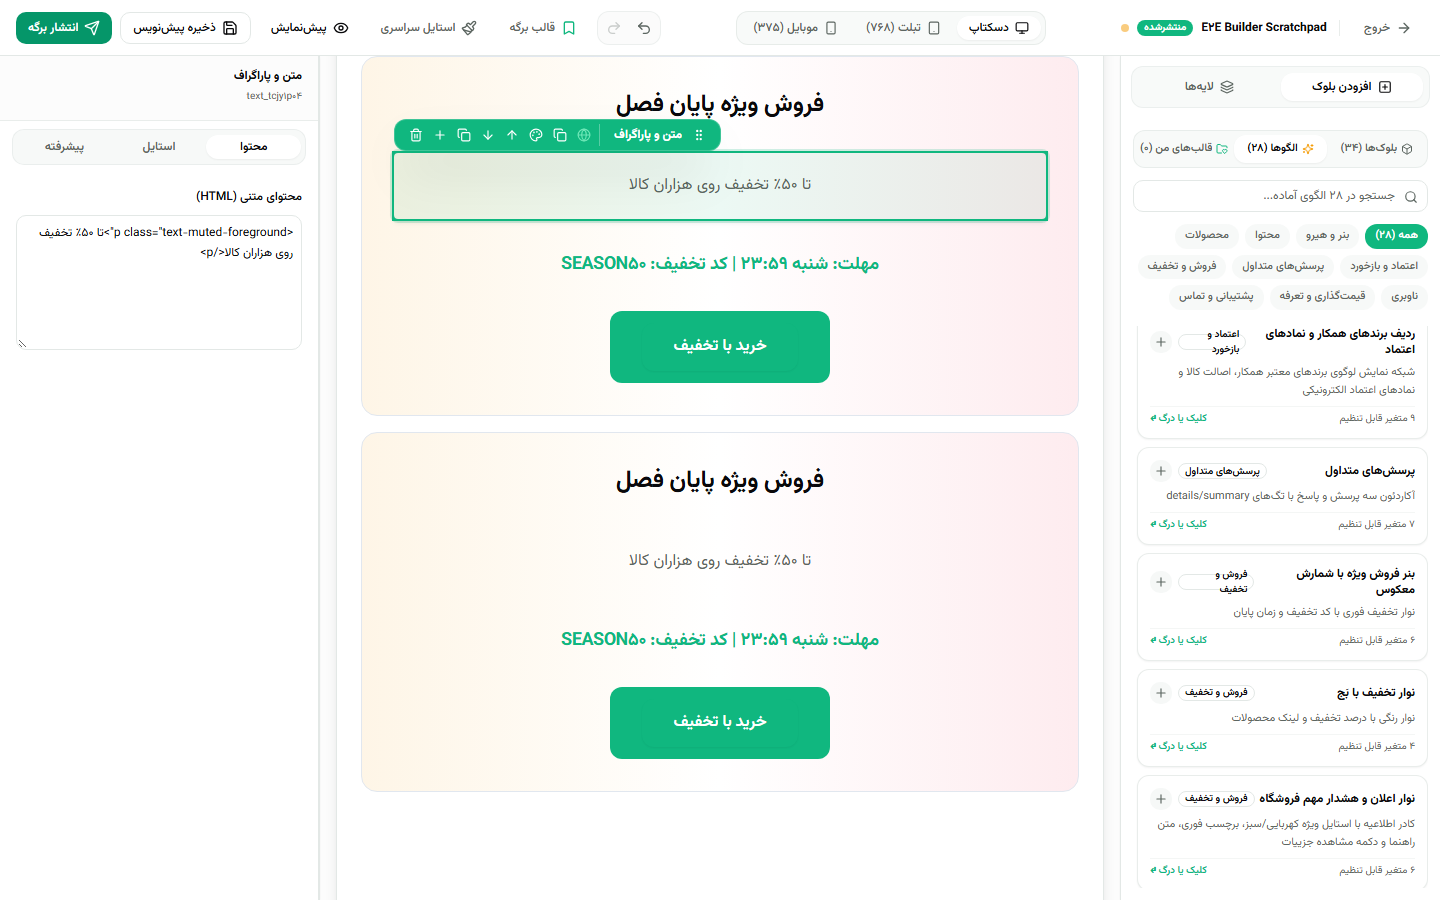 خروج
E2E Builder Scratchpad
منتشرشده
دسکتاپ
تبلت (۷۶۸)
موبایل (۳۷۵)
قالب برگه
استایل سراسری
پیش‌نمایش
ذخیره پیش‌نویس
انتشار برگه
افزودن بلوک
لایه‌ها
بلوک‌ها (۳۴)
الگوها (۲۸)
قالب‌های من (۰)
جستجو در ۲۸ الگوی آماده...
همه (۲۸)
بنر و هیرو
محتوا
محصولات
اعتماد و بازخورد
پرسش‌های متداول
فروش و تخفیف
ناوبری
قیمت‌گذاری و تعرفه
پشتیبانی و تماس
ردیف برندهای همکار و نمادهای
اعتماد
اعتماد و
بازخورد
شبکه نمایش لوگوی برندهای معتبر همکار، اصالت کالا و
نمادهای اعتماد الکترونیکی
۹ متغیر قابل تنظیم
کلیک یا درگ
پرسش‌های متداول
پرسش‌های متداول
آکاردئون سه پرسش و پاسخ با تگ‌های details/summary
۷ متغیر قابل تنظیم
کلیک یا درگ
بنر فروش ویژه با شمارش
معکوس
فروش و
تخفیف
نوار تخفیف فوری با کد تخفیف و زمان پایان
۶ متغیر قابل تنظیم
کلیک یا درگ
نوار تخفیف با بَج
فروش و تخفیف
نوار رنگی با درصد تخفیف و لینک محصولات
۴ متغیر قابل تنظیم
کلیک یا درگ
نوار اعلان و هشدار مهم فروشگاه
فروش و تخفیف
کادر اطلاعیه با استایل ویژه کهربایی/سبز، برچسب فوری، متن
راهنما و دکمه مشاهده جزییات
۶ متغیر قابل تنظیم
کلیک یا درگ
فروش ویژه پایان فصل
متن و پاراگراف
تا ۵۰٪ تخفیف روی هزاران کالا
مهلت: شنبه ۲۳:۵۹ | کد تخفیف: SEASON۵۰
خرید با تخفیف
فروش ویژه پایان فصل
تا ۵۰٪ تخفیف روی هزاران کالا
مهلت: شنبه ۲۳:۵۹ | کد تخفیف: SEASON۵۰
خرید با تخفیف
متن و پاراگراف
محتوا
استایل
پیشرفته
محتوای متنی (HTML)
<p class="text-muted-foreground">تا ۵۰٪ تخفیف
روی هزاران کالا</p>